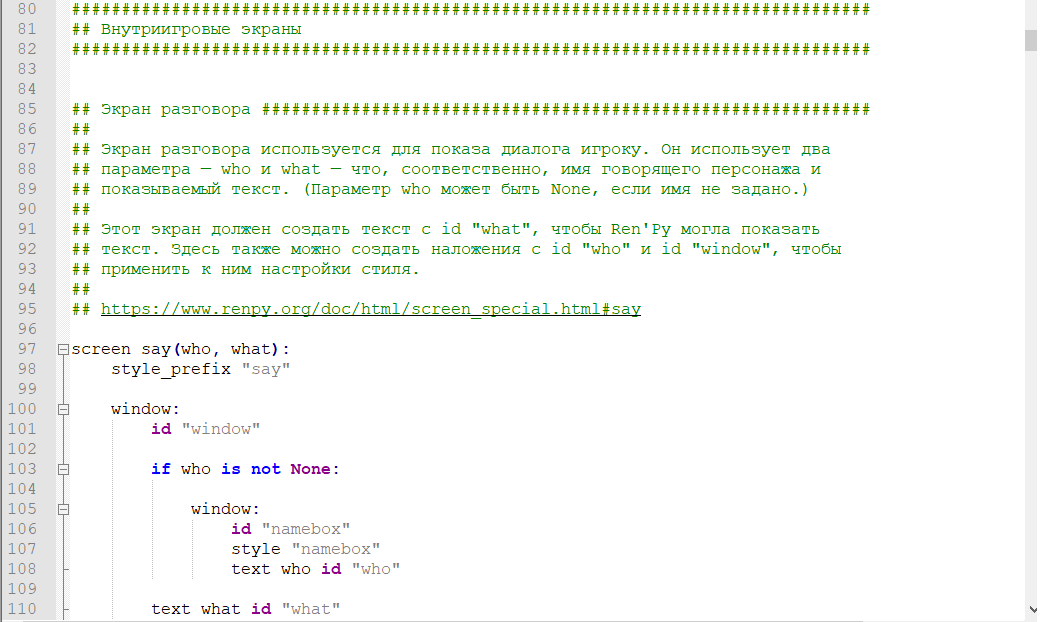 80 ################################################################################
81 ## Внутриигровые экраны
82 ################################################################################
83
84
85 ## Экран разговора #############################################################
86 ##
87 ## Экран разговора используется для показа диалога игроку. Он использует два
88 ## параметра — who и what — что, соответственно, имя говорящего персонажа и
89 ## показываемый текст. (Параметр who может быть None, если имя не задано.)
90 ##
91 ## Этот экран должен создать текст с id "what", чтобы Ren'Py могла показать
92 ## текст. Здесь также можно создать наложения с id "who" и id "window", чтобы
93 ## применить к ним настройки стиля.
94 ##
95 ## https://www.renpy.org/doc/html/screen_special.html#say
96
97 screen say(who, what):
98     style_prefix "say"
99
100     window:
101         id "window"
102
103         if who is not None:
104
105             window:
106                 id "namebox"
107                 style "namebox"
108                 text who id "who"
109
110         text what id "what"